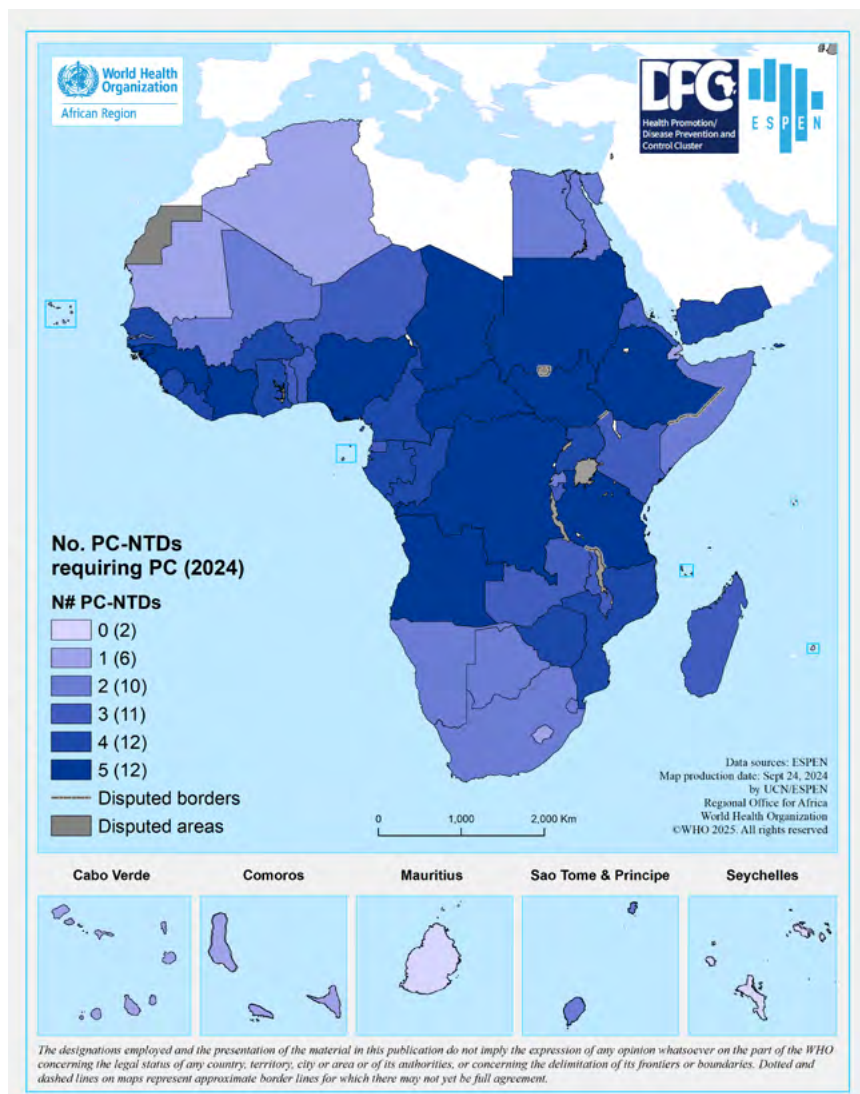 World Health
Organization
African Region
DPC
Health Promotion/
Disease Prevention and
Control Cluster
ESPEN
No. PC-NTDs
requiring PC (2024)
N# PC-NTDs
0 (2)
1 (6)
2 (10)
3 (11)
4 (12)
5 (12)
Disputed borders
Disputed areas
0 1,000 2,000 Km
Data sources: ESPEN
Map production date: Sept 24, 2024
by UCN/ESPEN
Regional Office for Africa
World Health Organization
©WHO 2025. All rights reserved
Cabo Verde
Comoros
Mauritius
Sao Tome & Principe
Seychelles
The designations employed and the presentation of the material in this publication do not imply the expression of any opinion whatsoever on the part of the WHO
concerning the legal status of any country, territory, city or area or of its authorities, or concerning the delimitation of its frontiers or boundaries. Dotted and
dashed lines on maps represent approximate border lines for which there may not yet be full agreement.